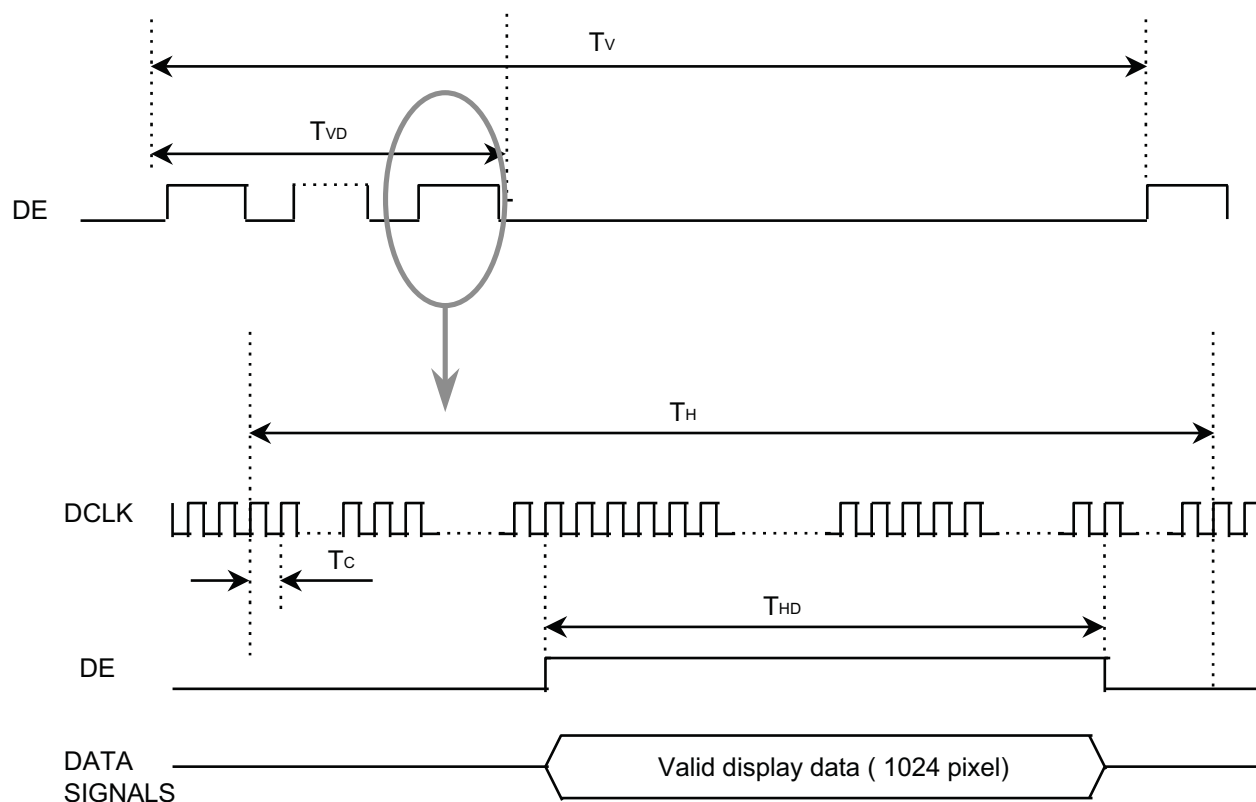 TV
TVD
DE
TH
DCLK
TC
THD
DE
DATA
SIGNALS
Valid display data ( 1024 pixel)